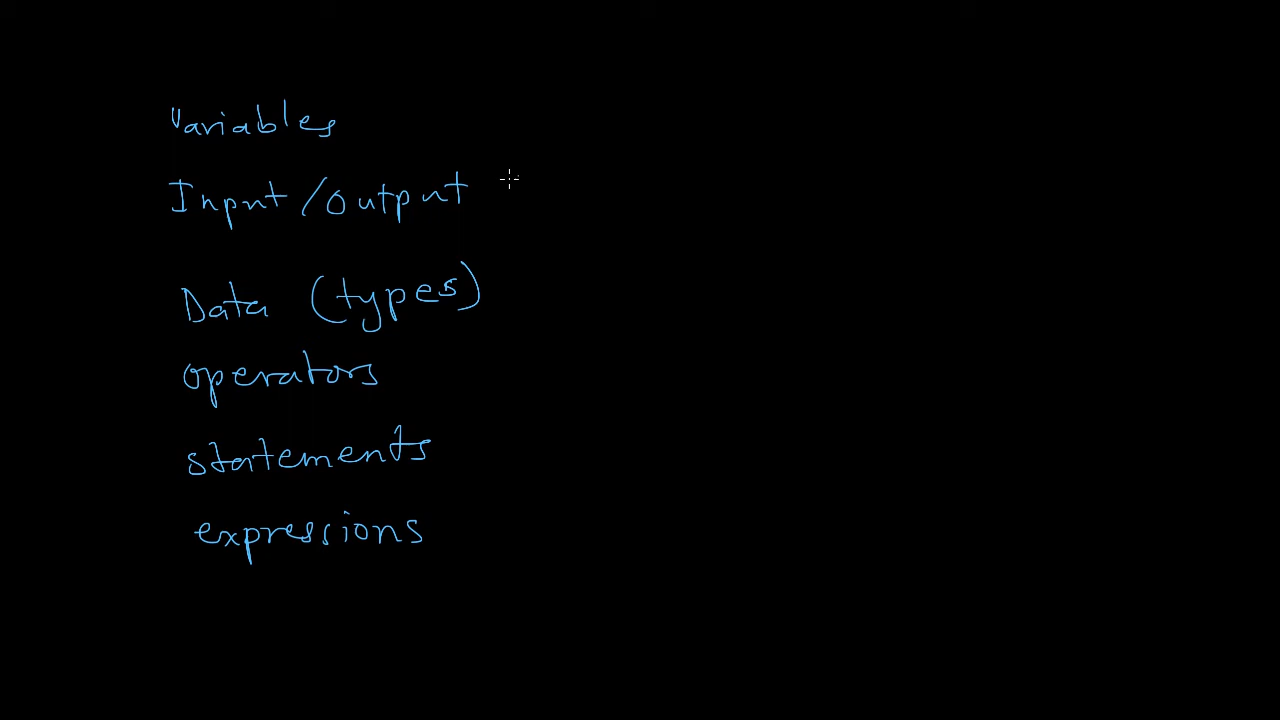 Variables
Input/Output
Data (types)
operators
statements
expressions